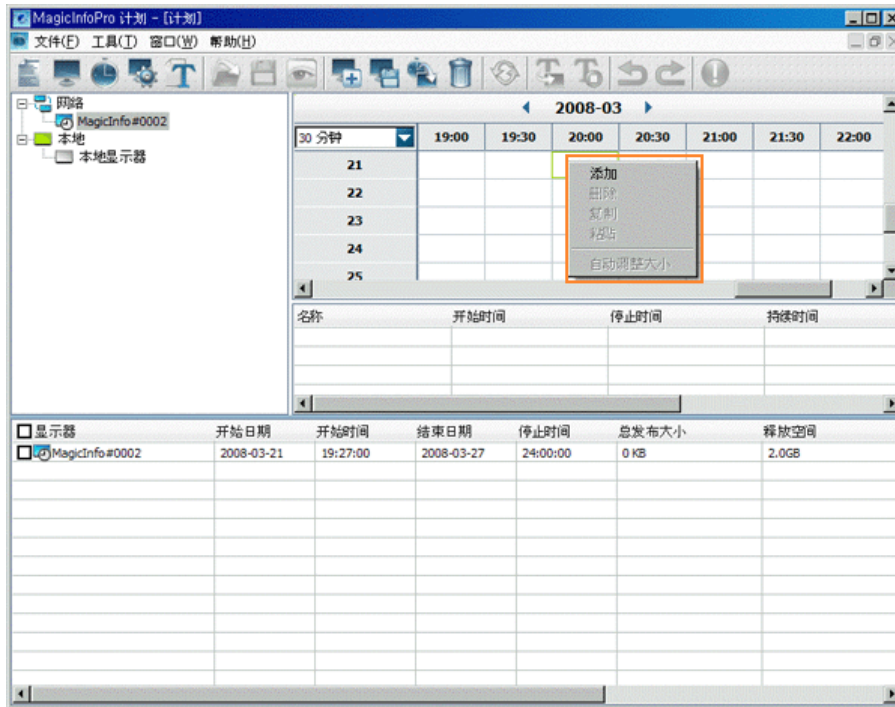 MagicInfoPro 计划 - [计划]
文件(F) 工具(T) 窗口(W) 帮助(H)
网络
MagicInfo#0002
本地
本地显示器
2008-03
30 分钟 19:00 19:30 20:00 20:30 21:00 21:30 22:00
21
22
23
24
25
添加
删除
复制
粘贴
自动调整大小
名称 开始时间 停止时间 持续时间
显示器 开始日期 开始时间 结束日期 停止时间 总发布大小 释放空间
MagicInfo#0002 2008-03-21 19:27:00 2008-03-27 24:00:00 0 KB 2.0GB